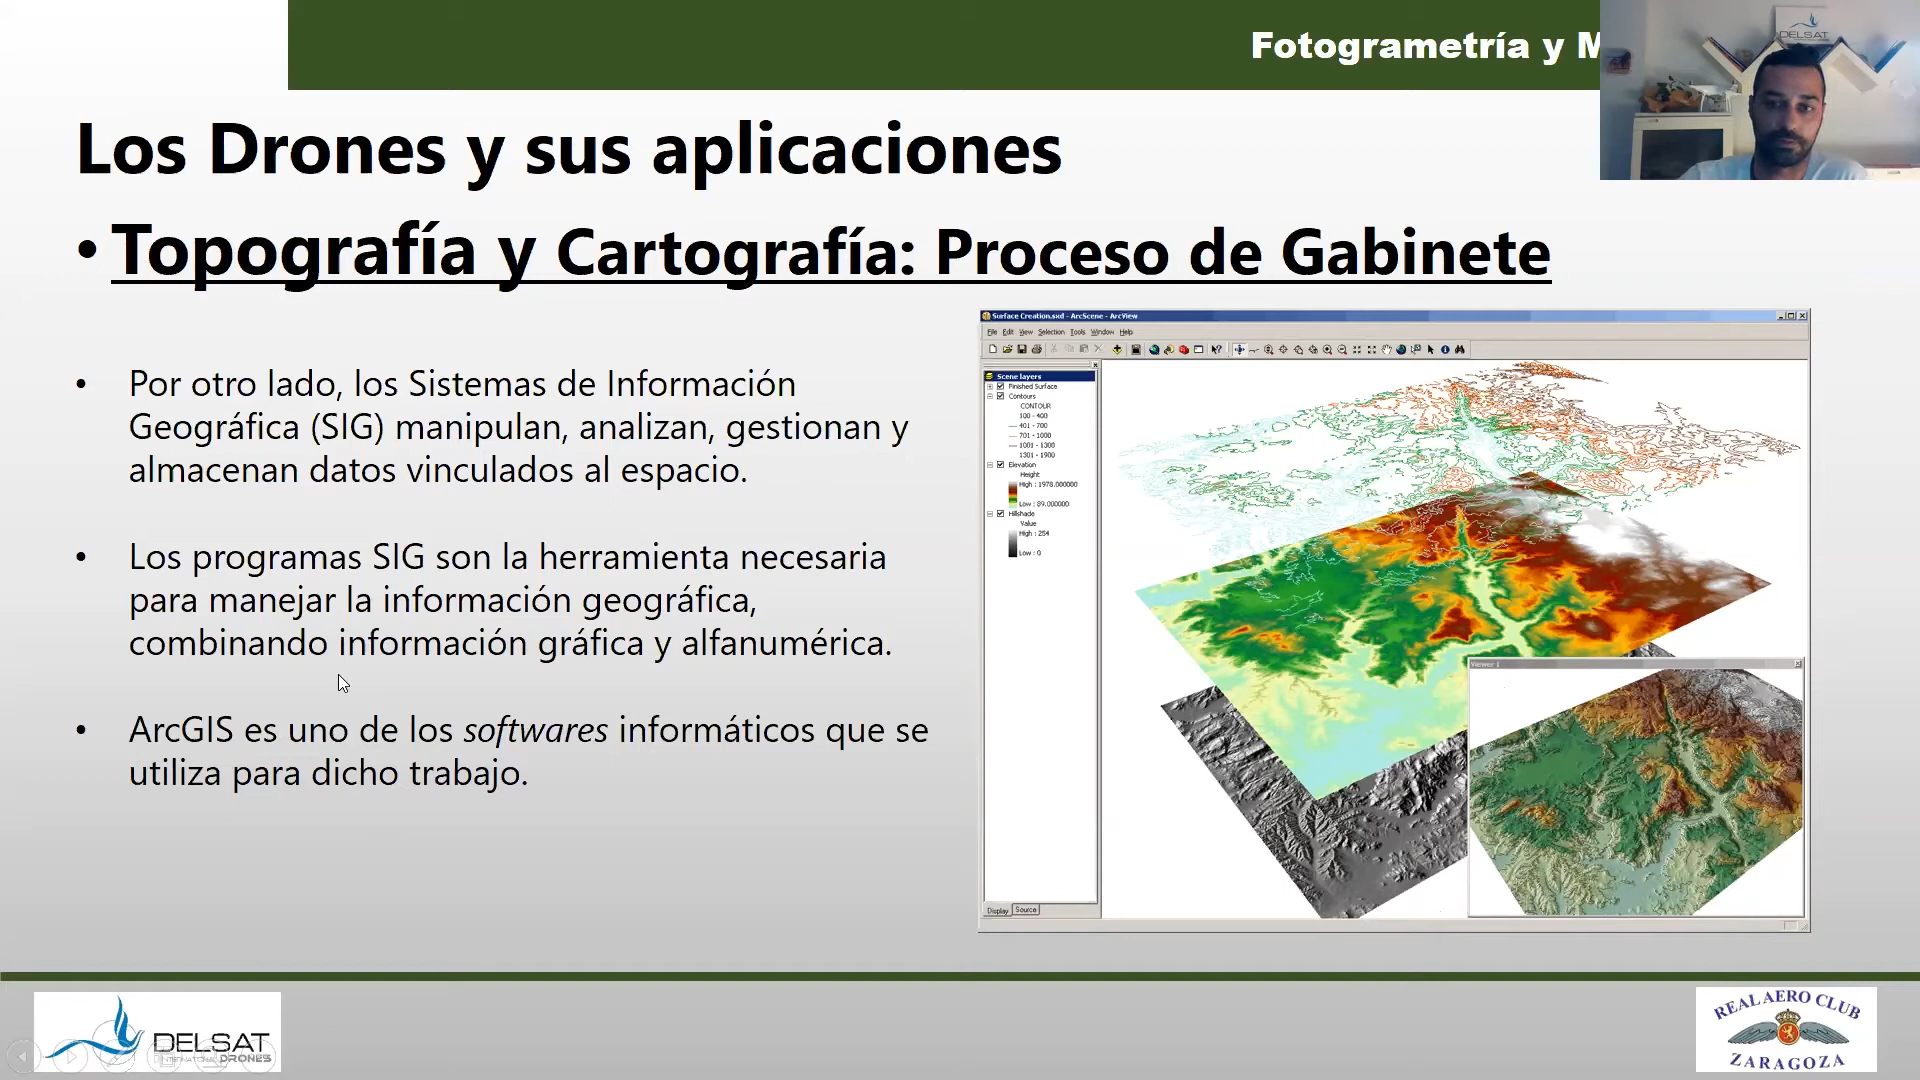 Fotogrametría y M
DELSAT
Los Drones y sus aplicaciones
• Topografía y Cartografía: Proceso de Gabinete
• Por otro lado, los Sistemas de Información
Geográfica (SIG) manipulan, analizan, gestionan y
almacenan datos vinculados al espacio.
• Los programas SIG son la herramienta necesaria
para manejar la información geográfica,
combinando información gráfica y alfanumérica.
• ArcGIS es uno de los softwares informáticos que se
utiliza para dicho trabajo.
Surface Creation.sxd - ArcScene - ArcView
File Edit View Selection Tools Window Help
Scene layers
Finished Surface
Contours
CONTOUR
100 - 400
401 - 700
701 - 1000
1001 - 1300
1301 - 1900
Elevation
Height
High : 1978.000000
Low : 89.000000
Hillshade
Value
High : 254
Low : 0
Display Source
Viewer 1
DELSAT
INTERNATIONAL DRONES
REAL AERO CLUB
ZARAGOZA